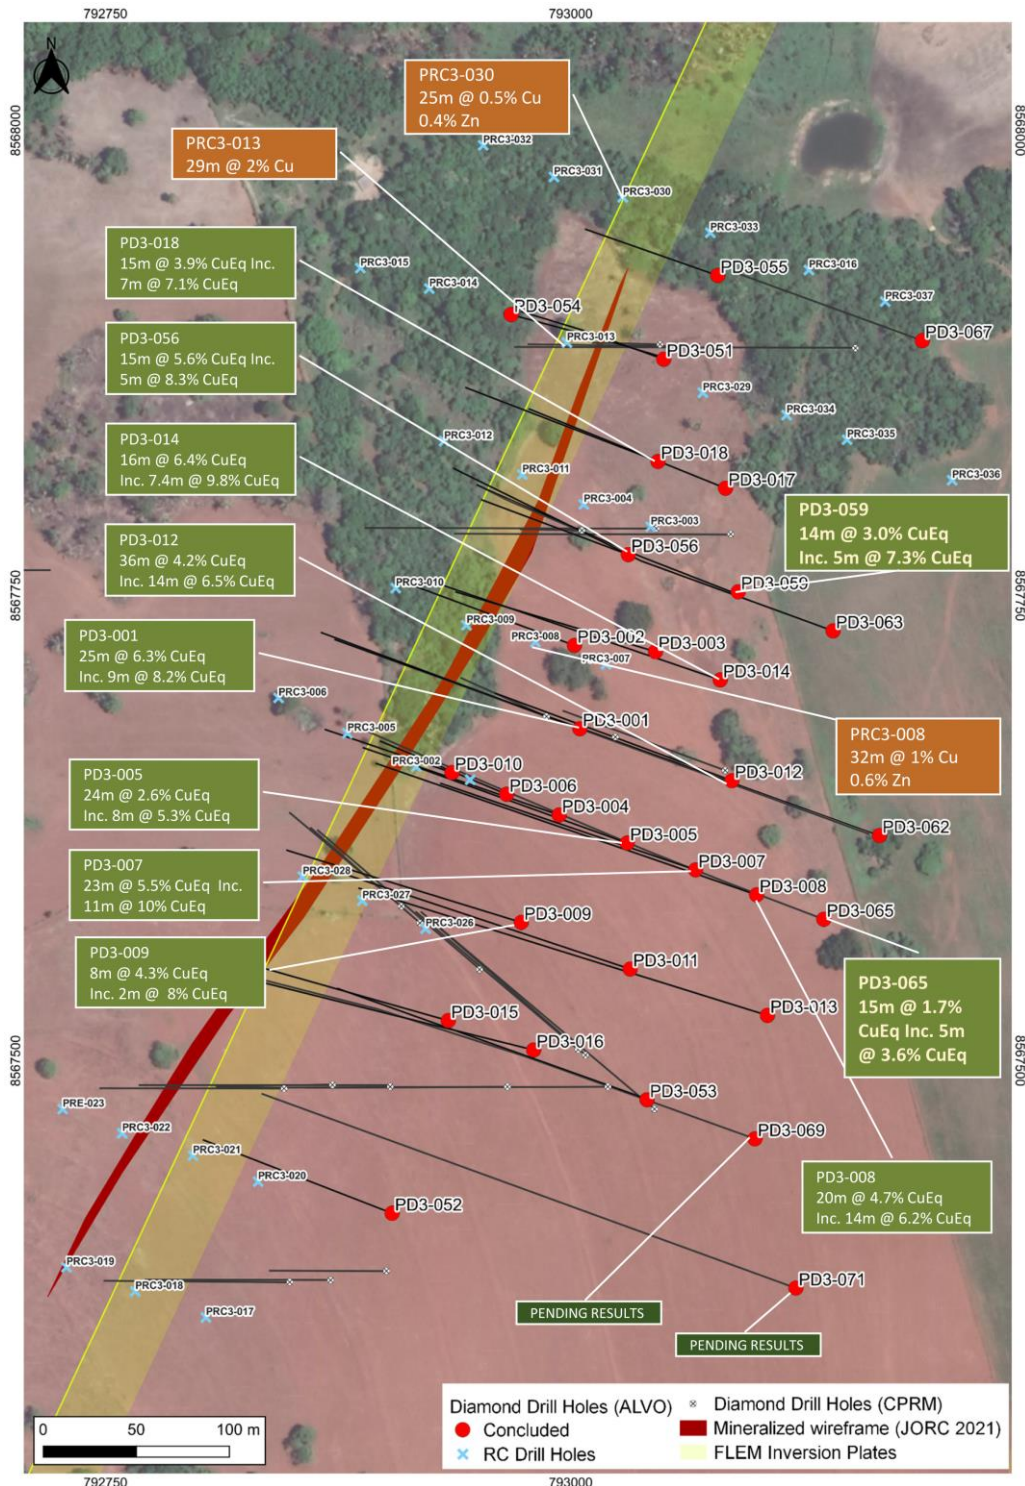 792750
793000
N
8568000
8568000
PRC3-030
25m @ 0.5% Cu
0.4% Zn
PRC3-032
PRC3-013
29m @ 2% Cu
PRC3-031
PRC3-030
PRC3-033
PD3-018
15m @ 3.9% CuEq Inc.
7m @ 7.1% CuEq
PRC3-015
PRC3-014
PD3-055
PRC3-016
PRC3-037
PD3-054
PRC3-013
PD3-051
PD3-067
PD3-056
15m @ 5.6% CuEq Inc.
5m @ 8.3% CuEq
PRC3-029
PRC3-034
PRC3-035
PRC3-012
PRC3-036
PD3-014
16m @ 6.4% CuEq
Inc. 7.4m @ 9.8% CuEq
PRC3-011
PD3-018
PD3-017
PRC3-004
PRC3-003
PD3-059
14m @ 3.0% CuEq
Inc. 5m @ 7.3% CuEq
PD3-012
36m @ 4.2% CuEq
Inc. 14m @ 6.5% CuEq
PD3-056
PD3-059
8567750
8567750
PRC3-010
PRC3-009
PRC3-008
PD3-002
PD3-003
PRC3-007
PD3-063
PD3-014
PD3-001
25m @ 6.3% CuEq
Inc. 9m @ 8.2% CuEq
PRC3-006
PRC3-005
PD3-001
PRC3-008
32m @ 1% Cu
0.6% Zn
PRC3-002
PD3-010
PD3-006
PD3-004
PD3-012
PD3-062
PD3-005
24m @ 2.6% CuEq
Inc. 8m @ 5.3% CuEq
PD3-005
PD3-007
PD3-008
PD3-065
PD3-007
23m @ 5.5% CuEq Inc.
11m @ 10% CuEq
PRC3-028
PRC3-027
PRC3-026
PD3-009
PD3-011
PD3-013
PD3-009
8m @ 4.3% CuEq
Inc. 2m @ 8% CuEq
PD3-065
15m @ 1.7%
CuEq Inc. 5m
@ 3.6% CuEq
PD3-015
PD3-016
8567500
8567500
PD3-053
PD3-069
PRE-023
PRC3-022
PRC3-021
PRC3-020
PD3-052
PD3-008
20m @ 4.7% CuEq
Inc. 14m @ 6.2% CuEq
PRC3-019
PRC3-018
PRC3-017
PD3-071
PENDING RESULTS
PENDING RESULTS
0 50 100 m
Diamond Drill Holes (ALVO)
Concluded
RC Drill Holes
Diamond Drill Holes (CPRM)
Mineralized wireframe (JORC 2021)
FLEM Inversion Plates
792750
793000